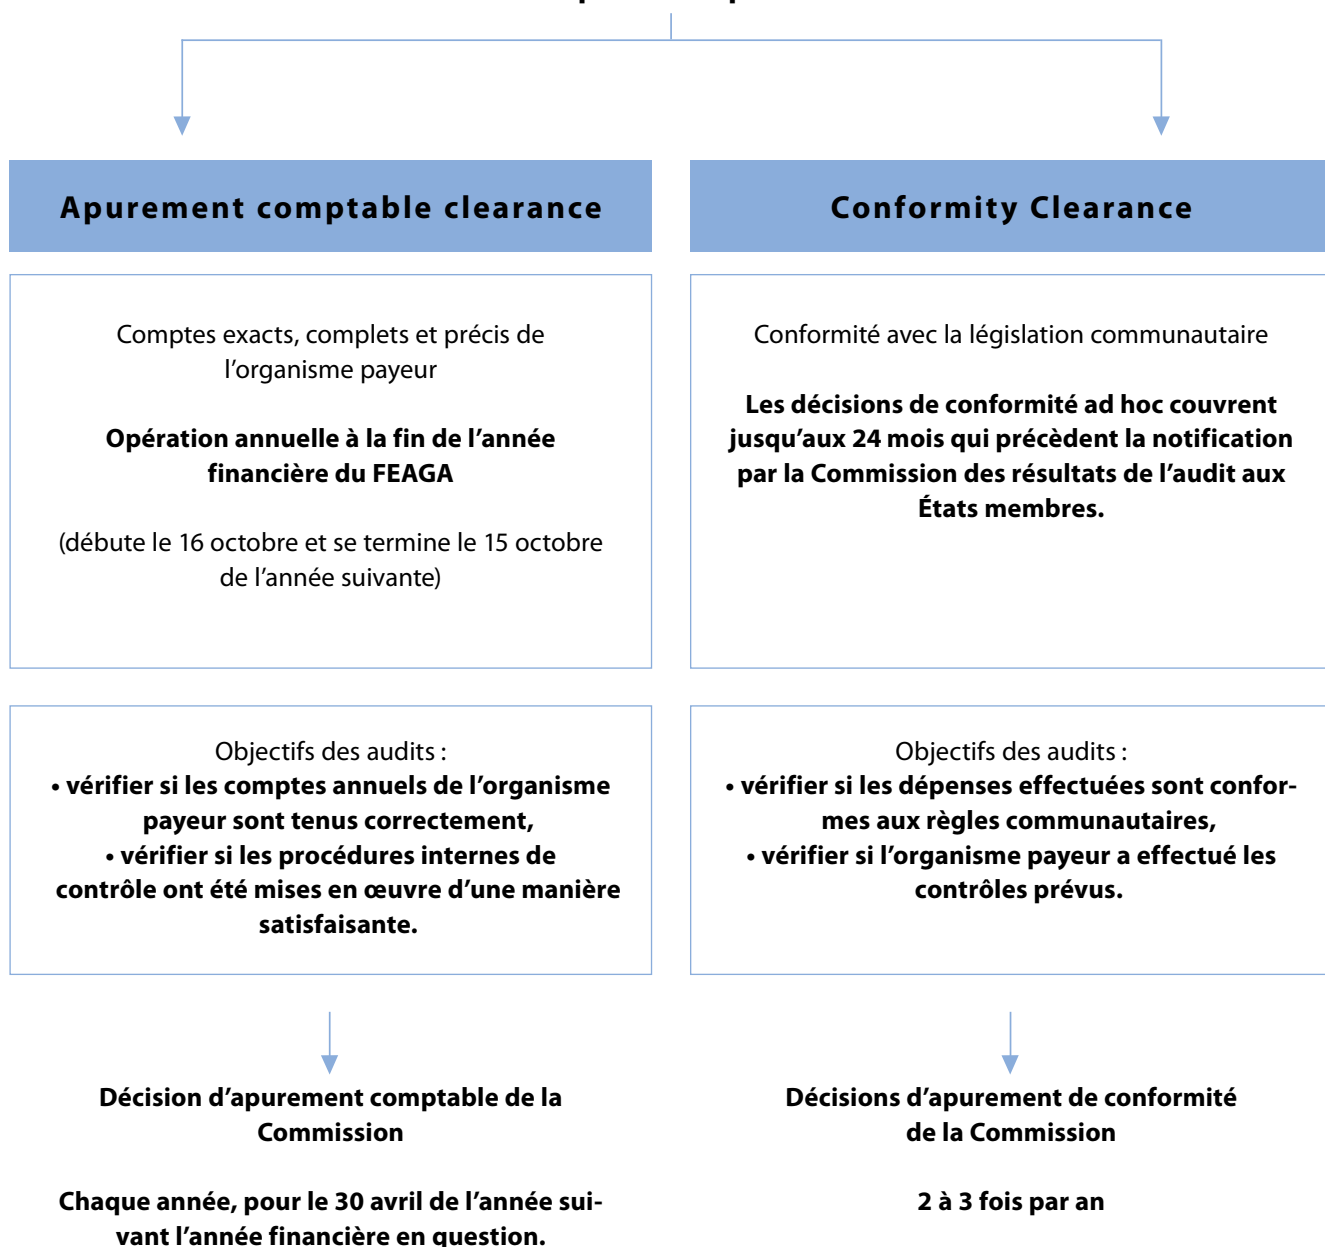 Apurement comptable clearance
Comptes exacts, complets et précis de
l'organisme payeur
Opération annuelle à la fin de l'année
financière du FEAGA
(débute le 16 octobre et se termine le 15 octobre
de l'année suivante)
Objectifs des audits :
• vérifier si les comptes annuels de l'organisme
payeur sont tenus correctement,
• vérifier si les procédures internes de
contrôle ont été mises en œuvre d'une manière
satisfaisante.
Décision d'apurement comptable de la
Commission
Chaque année, pour le 30 avril de l'année sui-
vant l'année financière en question.
Conformity Clearance
Conformité avec la législation communautaire
Les décisions de conformité ad hoc couvrent
jusqu'aux 24 mois qui précèdent la notification
par la Commission des résultats de l'audit aux
États membres.
Objectifs des audits :
• vérifier si les dépenses effectuées sont confor-
mes aux règles communautaires,
• vérifier si l'organisme payeur a effectué les
contrôles prévus.
Décisions d'apurement de conformité
de la Commission
2 à 3 fois par an